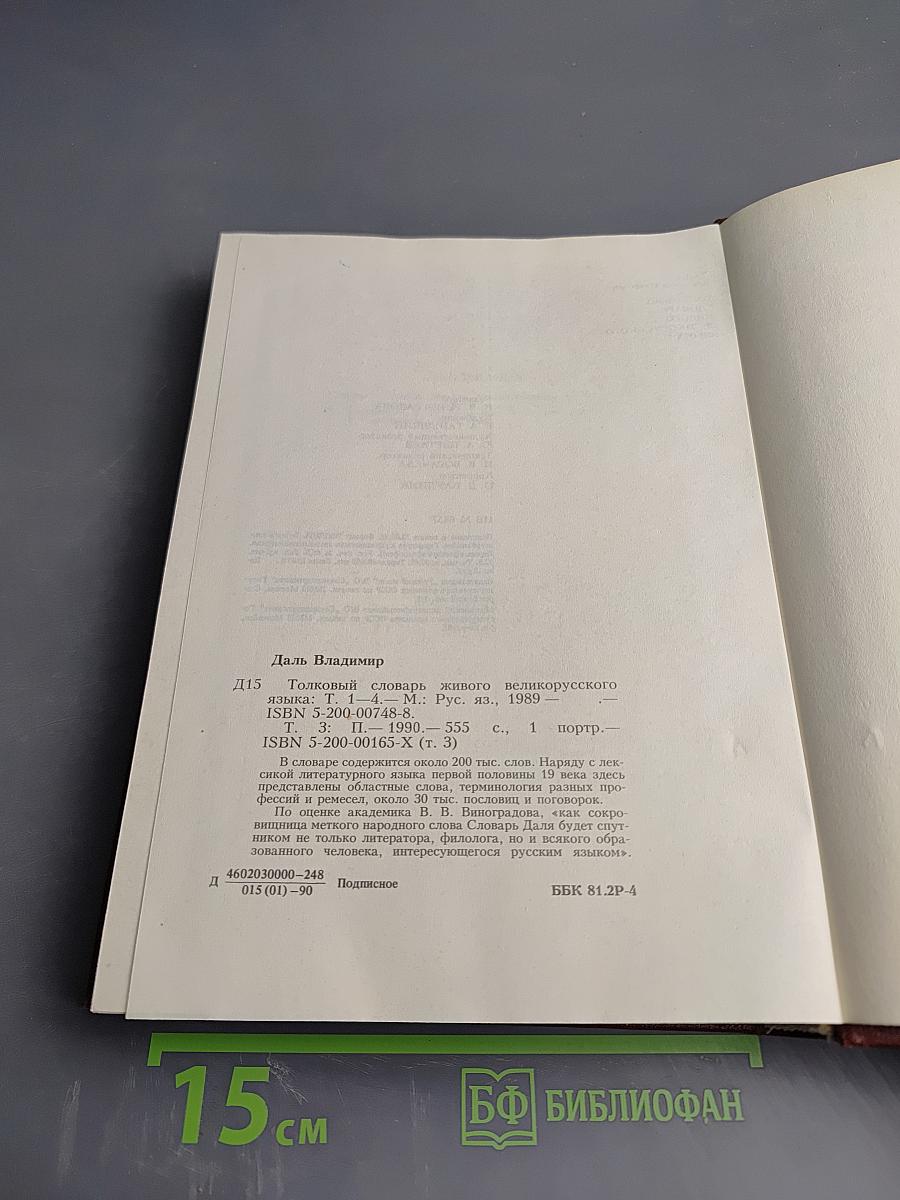 Даль Владимир
Д15 Толковый словарь живого великорусского
языка: Т. 1—4.— М.: Рус. яз., 1989 — .—
ISBN 5-200-00748-8.
Т. 3: П.— 1990.— 555 с., 1 портр.—
ISBN 5-200-00165-X (т. 3)
В словаре содержится около 200 тыс. слов. Наряду с лек-
сикой литературного языка первой половины 19 века здесь
представлены областные слова, терминология разных про-
фессий и ремесел, около 30 тыс. пословиц и поговорок.
По оценке академика В. В. Виноградова, «как сокро-
вищница меткого народного слова Словарь Даля будет спут-
ником не только литератора, филолога, но и всякого обра-
зованного человека, интересующегося русским языком».
Д 4602030000—248
015 (01)—90 Подписное ББК 81.2Р-4
15 см БФ БИБЛИОФАН